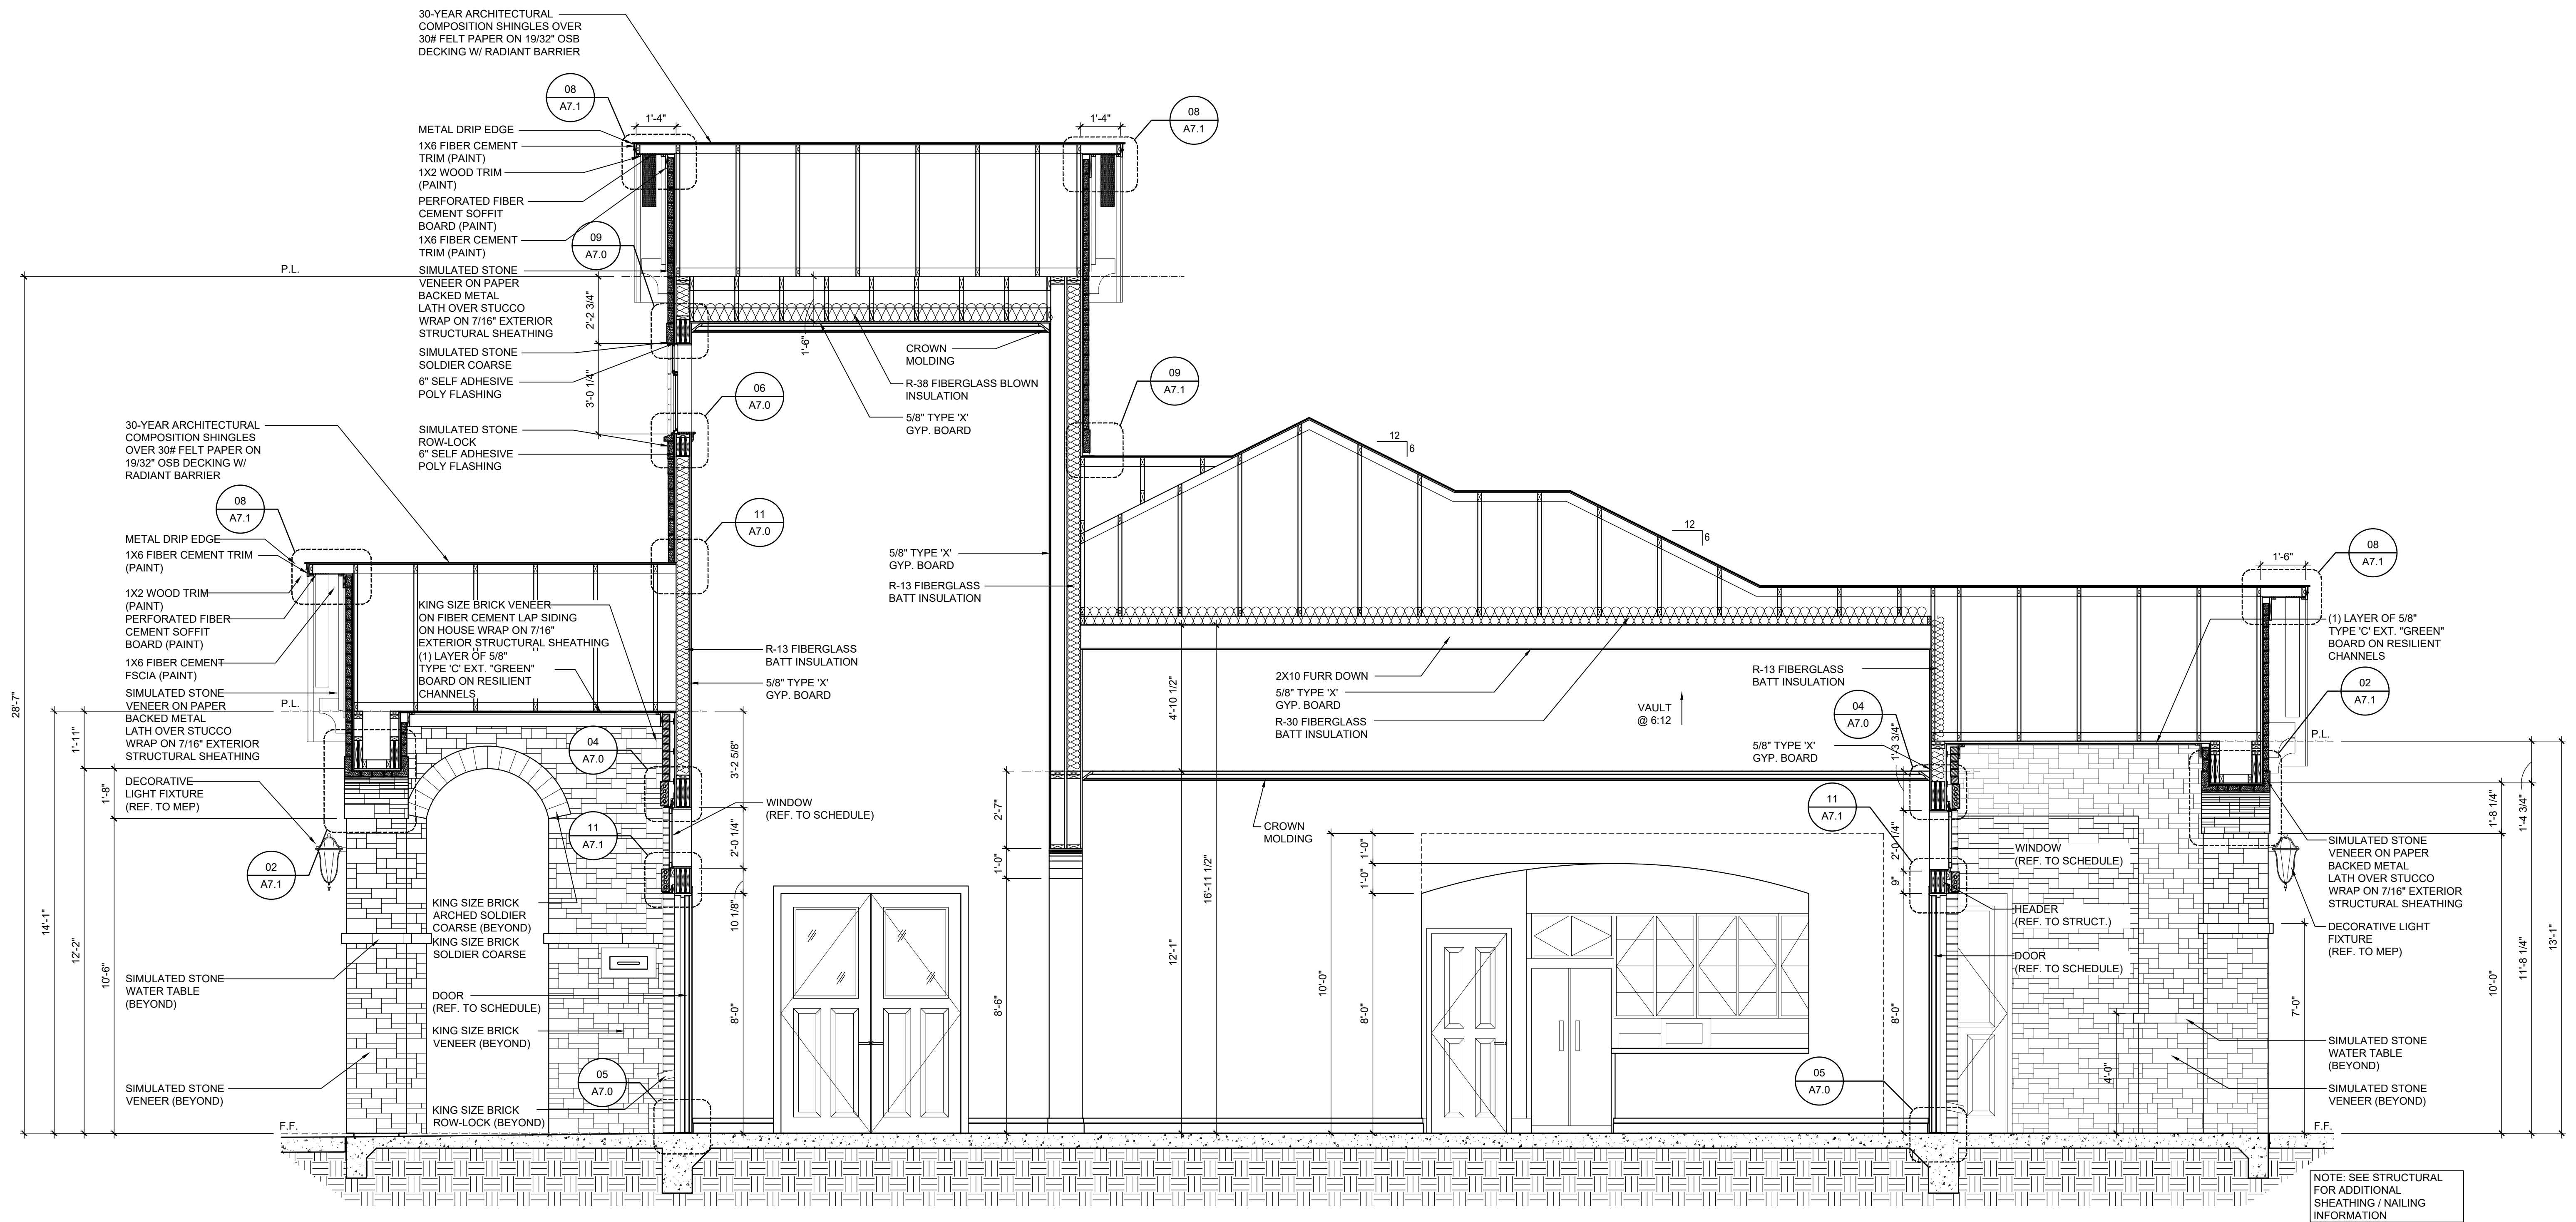 30-YEAR ARCHITECTURAL
COMPOSITION SHINGLES OVER
30# FELT PAPER ON 19/32" OSB
DECKING W/ RADIANT BARRIER
08
A7.1
1'-4"
1'-4"
08
A7.1
METAL DRIP EDGE
1X6 FIBER CEMENT
TRIM (PAINT)
1X2 WOOD TRIM
(PAINT)
PERFORATED FIBER
CEMENT SOFFIT
BOARD (PAINT)
1X6 FIBER CEMENT
TRIM (PAINT)
09
A7.0
SIMULATED STONE
VENEER ON PAPER
BACKED METAL
LATH OVER STUCCO
WRAP ON 7/16" EXTERIOR
STRUCTURAL SHEATHING
SIMULATED STONE
SOLDIER COARSE
6" SELF ADHESIVE
POLY FLASHING
SIMULATED STONE
ROW-LOCK
6" SELF ADHESIVE
POLY FLASHING
P.L.
2'-2 3/4"
3'-0 1/4"
1'-6"
CROWN
MOLDING
R-38 FIBERGLASS BLOWN
INSULATION
5/8" TYPE 'X'
GYP. BOARD
06
A7.0
09
A7.1
11
A7.0
12
6
12
6
30-YEAR ARCHITECTURAL
COMPOSITION SHINGLES
OVER 30# FELT PAPER ON
19/32" OSB DECKING W/
RADIANT BARRIER
08
A7.1
METAL DRIP EDGE
1X6 FIBER CEMENT TRIM
(PAINT)
1X2 WOOD TRIM
(PAINT)
PERFORATED FIBER
CEMENT SOFFIT
BOARD (PAINT)
1X6 FIBER CEMENT
FSCIA (PAINT)
SIMULATED STONE
VENEER ON PAPER
BACKED METAL
LATH OVER STUCCO
WRAP ON 7/16" EXTERIOR
STRUCTURAL SHEATHING
DECORATIVE
LIGHT FIXTURE
(REF. TO MEP)
02
A7.1
SIMULATED STONE
WATER TABLE
(BEYOND)
SIMULATED STONE
VENEER (BEYOND)
28'-7"
14'-1"
1'-11"
12'-2"
1'-8"
10'-6"
P.L.
F.F.
KING SIZE BRICK VENEER
ON FIBER CEMENT LAP SIDING
ON HOUSE WRAP ON 7/16"
EXTERIOR STRUCTURAL SHEATHING
(1) LAYER OF 5/8"
TYPE 'C' EXT. "GREEN"
BOARD ON RESILIENT
CHANNELS
04
A7.0
11
A7.1
KING SIZE BRICK
ARCHED SOLDIER
COARSE (BEYOND)
KING SIZE BRICK
SOLDIER COARSE
DOOR
(REF. TO SCHEDULE)
KING SIZE BRICK
VENEER (BEYOND)
05
A7.0
KING SIZE BRICK
ROW-LOCK (BEYOND)
R-13 FIBERGLASS
BATT INSULATION
5/8" TYPE 'X'
GYP. BOARD
3'-2 5/8"
2'-0 1/4"
10 1/8"
8'-0"
WINDOW
(REF. TO SCHEDULE)
5/8" TYPE 'X'
GYP. BOARD
R-13 FIBERGLASS
BATT INSULATION
2'-7"
1'-0"
8'-6"
4'-10 1/2"
12'-1"
16'-11 1/2"
CROWN
MOLDING
2X10 FURR DOWN
5/8" TYPE 'X'
GYP. BOARD
R-30 FIBERGLASS
BATT INSULATION
VAULT
@ 6:12
10'-0"
1'-0"
1'-0"
8'-0"
R-13 FIBERGLASS
BATT INSULATION
04
A7.0
5/8" TYPE 'X'
GYP. BOARD
11
A7.1
1'-3 3/4"
2'-0 1/4"
9"
8'-0"
05
A7.0
WINDOW
(REF. TO SCHEDULE)
HEADER
(REF. TO STRUCT.)
DOOR
(REF. TO SCHEDULE)
4'-0"
7'-0"
1'-6"
08
A7.1
(1) LAYER OF 5/8"
TYPE 'C' EXT. "GREEN"
BOARD ON RESILIENT
CHANNELS
02
A7.1
P.L.
SIMULATED STONE
VENEER ON PAPER
BACKED METAL
LATH OVER STUCCO
WRAP ON 7/16" EXTERIOR
STRUCTURAL SHEATHING
DECORATIVE LIGHT
FIXTURE
(REF. TO MEP)
SIMULATED STONE
WATER TABLE
(BEYOND)
SIMULATED STONE
VENEER (BEYOND)
1'-8 1/4"
10'-0"
1'-4 3/4"
11'-8 1/4"
13'-1"
F.F.
NOTE: SEE STRUCTURAL
FOR ADDITIONAL
SHEATHING / NAILING
INFORMATION